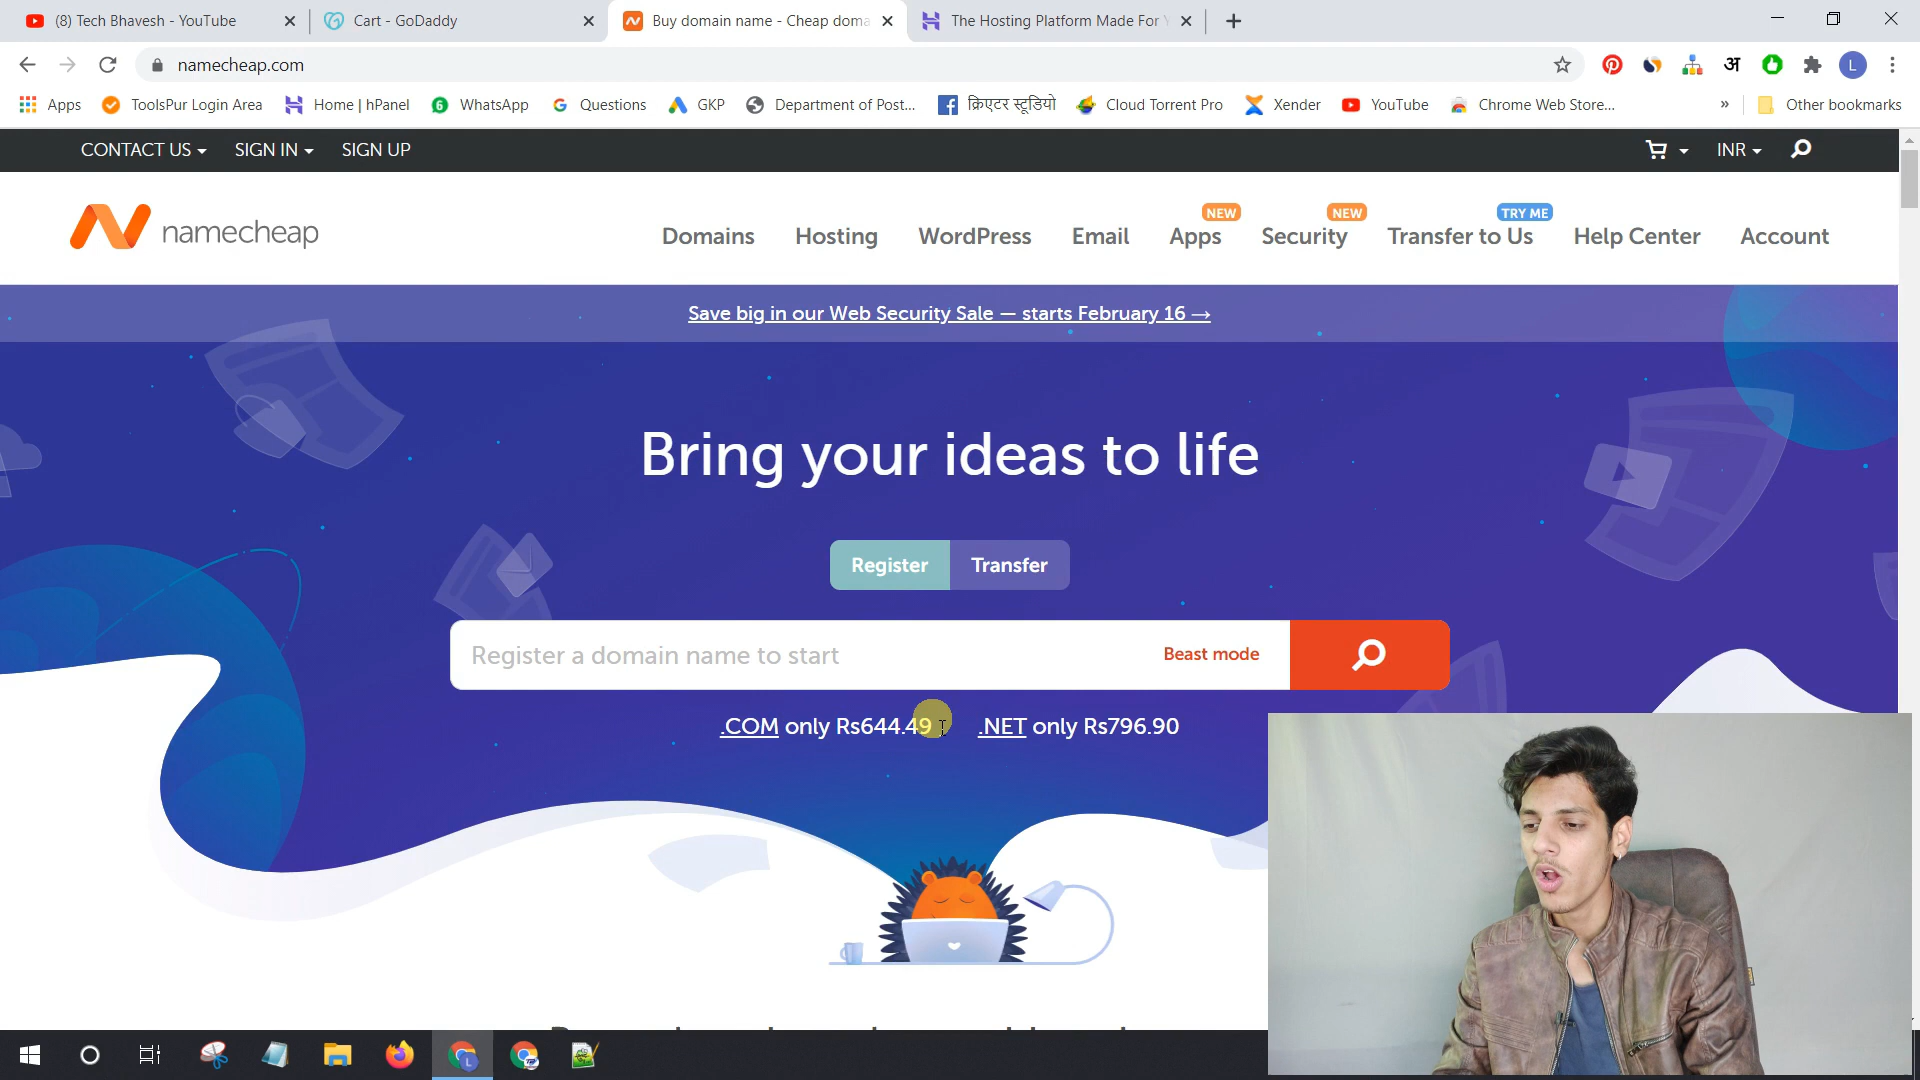 (8) Tech Bhavesh - YouTube
Cart - GoDaddy
Buy domain name - Cheap doma
The Hosting Platform Made For Y
namecheap.com
L
Apps
ToolsPur Login Area
Home | hPanel
WhatsApp
Questions
GKP
Department of Post...
क्रिएटर स्टूडियो
Cloud Torrent Pro
Xender
YouTube
Chrome Web Store...
»
Other bookmarks
CONTACT US
SIGN IN
SIGN UP
INR
namecheap
Domains
Hosting
WordPress
Email
NEW
Apps
NEW
Security
TRY ME
Transfer to Us
Help Center
Account
Save big in our Web Security Sale — starts February 16 →
Bring your ideas to life
Register
Transfer
Register a domain name to start
Beast mode
.COM only Rs644.49
.NET only Rs796.90